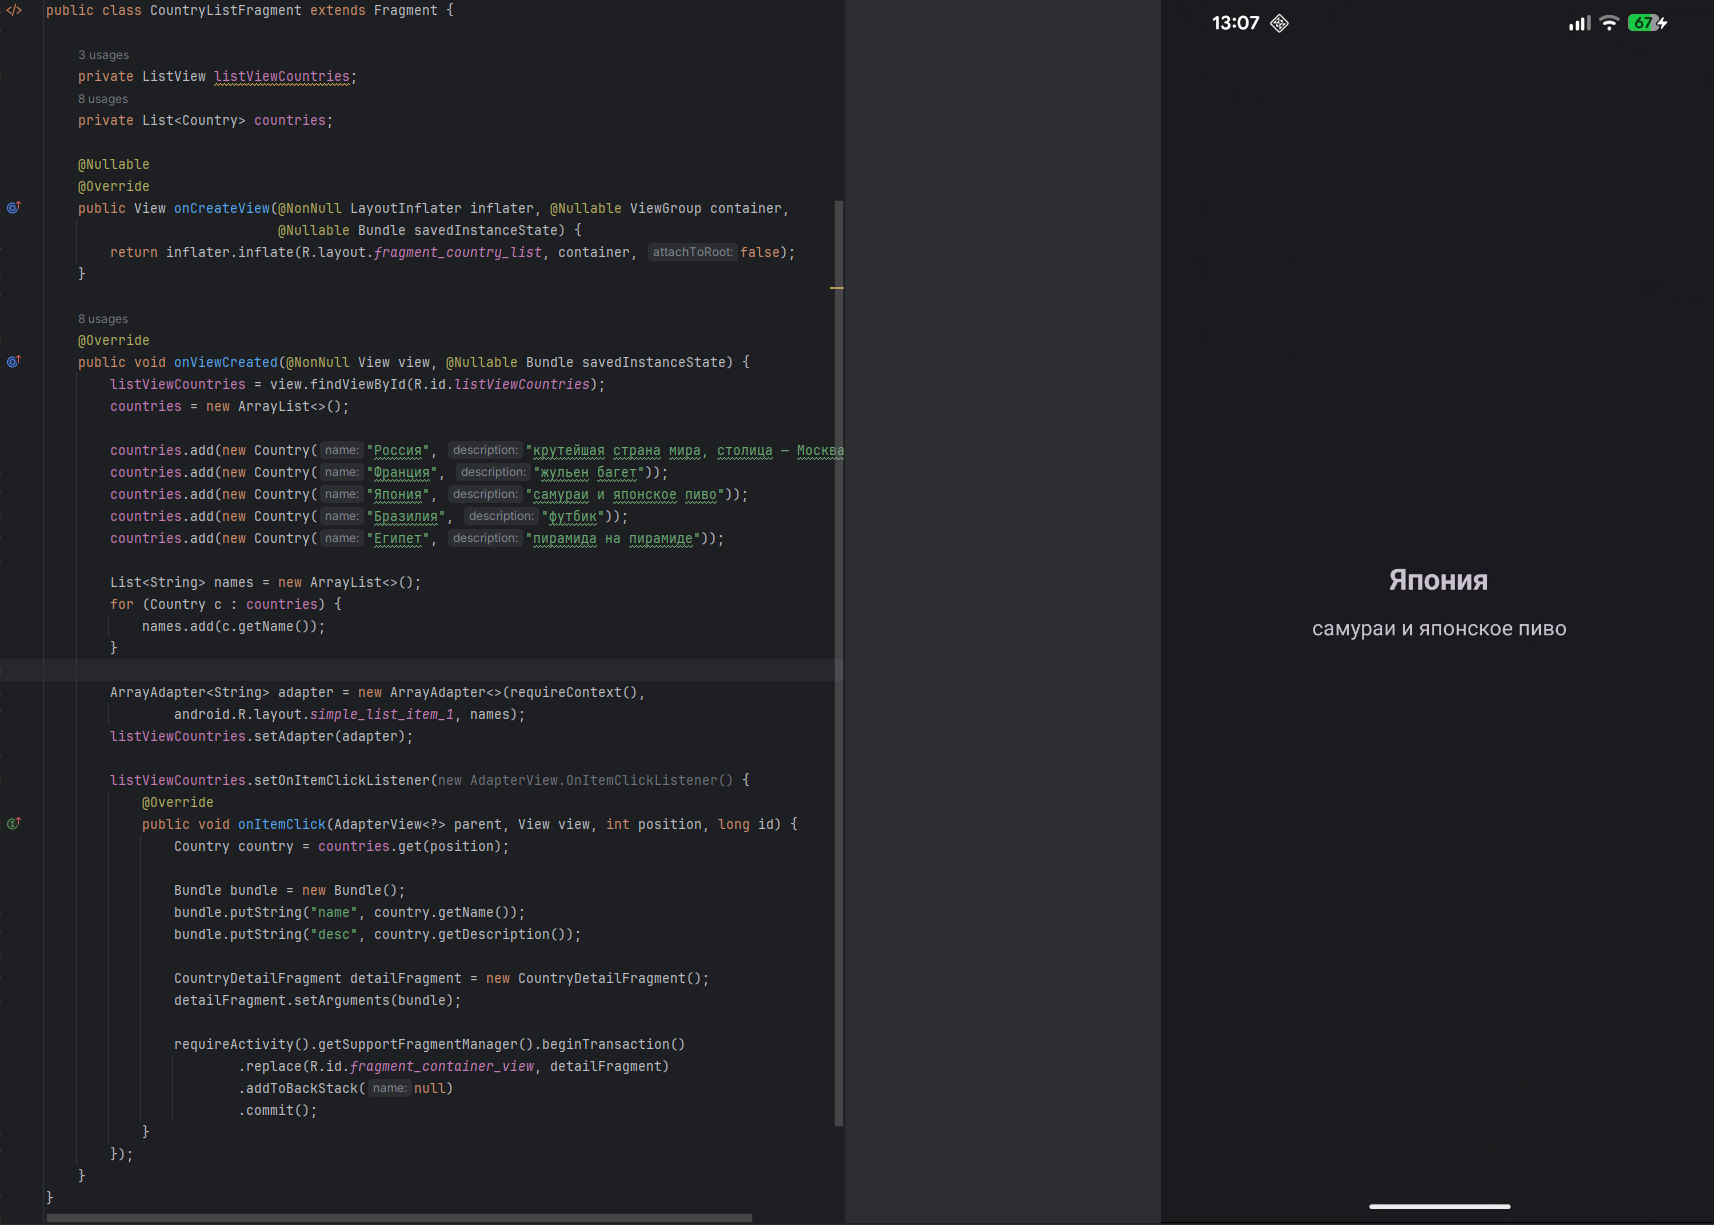 public class CountryListFragment extends Fragment {
3 usages
private ListView listViewCountries;
8 usages
private List<Country> countries;
@Nullable
@Override
public View onCreateView(@NonNull LayoutInflater inflater, @Nullable ViewGroup container,
@Nullable Bundle savedInstanceState) {
return inflater.inflate(R.layout.fragment_country_list, container, attachToRoot: false);
}
8 usages
@Override
public void onViewCreated(@NonNull View view, @Nullable Bundle savedInstanceState) {
listViewCountries = view.findViewById(R.id.listViewCountries);
countries = new ArrayList<>();
countries.add(new Country( name: "Россия", description: "крутейшая страна мира, столица — Москва
countries.add(new Country( name: "Франция", description: "жульен багет"));
countries.add(new Country( name: "Япония", description: "самураи и японское пиво"));
countries.add(new Country( name: "Бразилия", description: "футбик"));
countries.add(new Country( name: "Египет", description: "пирамида на пирамиде"));
List<String> names = new ArrayList<>();
for (Country c : countries) {
names.add(c.getName());
}
ArrayAdapter<String> adapter = new ArrayAdapter<>(requireContext(),
android.R.layout.simple_list_item_1, names);
listViewCountries.setAdapter(adapter);
listViewCountries.setOnItemClickListener(new AdapterView.OnItemClickListener() {
@Override
public void onItemClick(AdapterView<?> parent, View view, int position, long id) {
Country country = countries.get(position);
Bundle bundle = new Bundle();
bundle.putString("name", country.getName());
bundle.putString("desc", country.getDescription());
CountryDetailFragment detailFragment = new CountryDetailFragment();
detailFragment.setArguments(bundle);
requireActivity().getSupportFragmentManager().beginTransaction()
.replace(R.id.fragment_container_view, detailFragment)
.addToBackStack( name: null)
.commit();
}
});
}
}
13:07
67
Япония
самураи и японское пиво